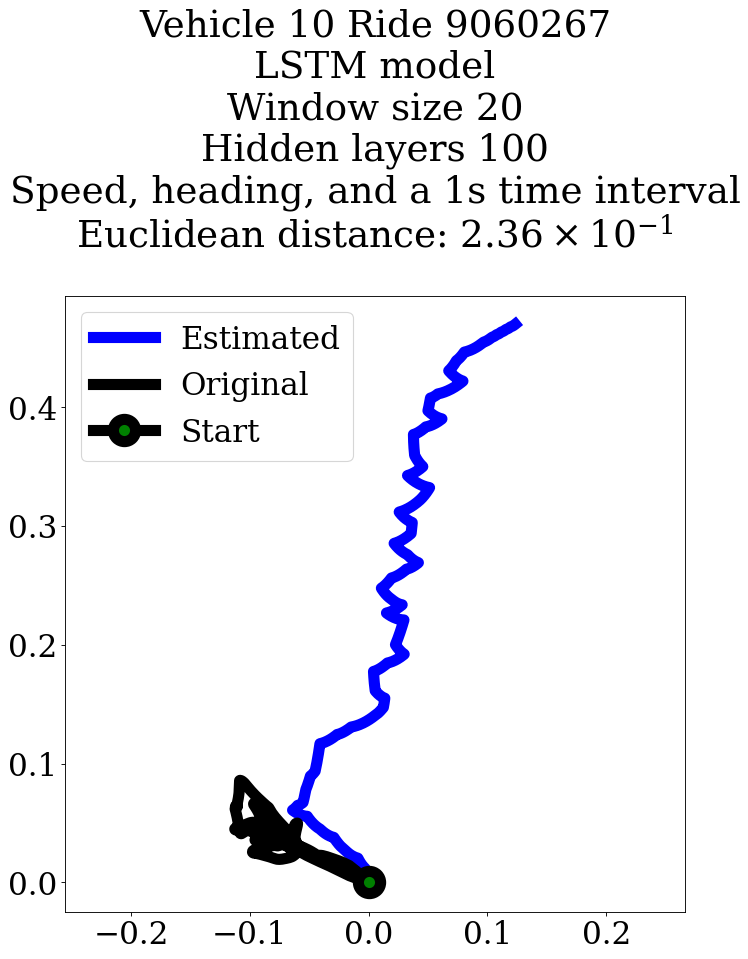 Vehicle 10 Ride 9060267
LSTM model
Window size 20
Hidden layers 100
Speed, heading, and a 1s time interval
Euclidean distance: 2.36 × 10⁻¹
Estimated
Original
Start
0.4
0.3
0.2
0.1
0.0
−0.2 −0.1 0.0 0.1 0.2